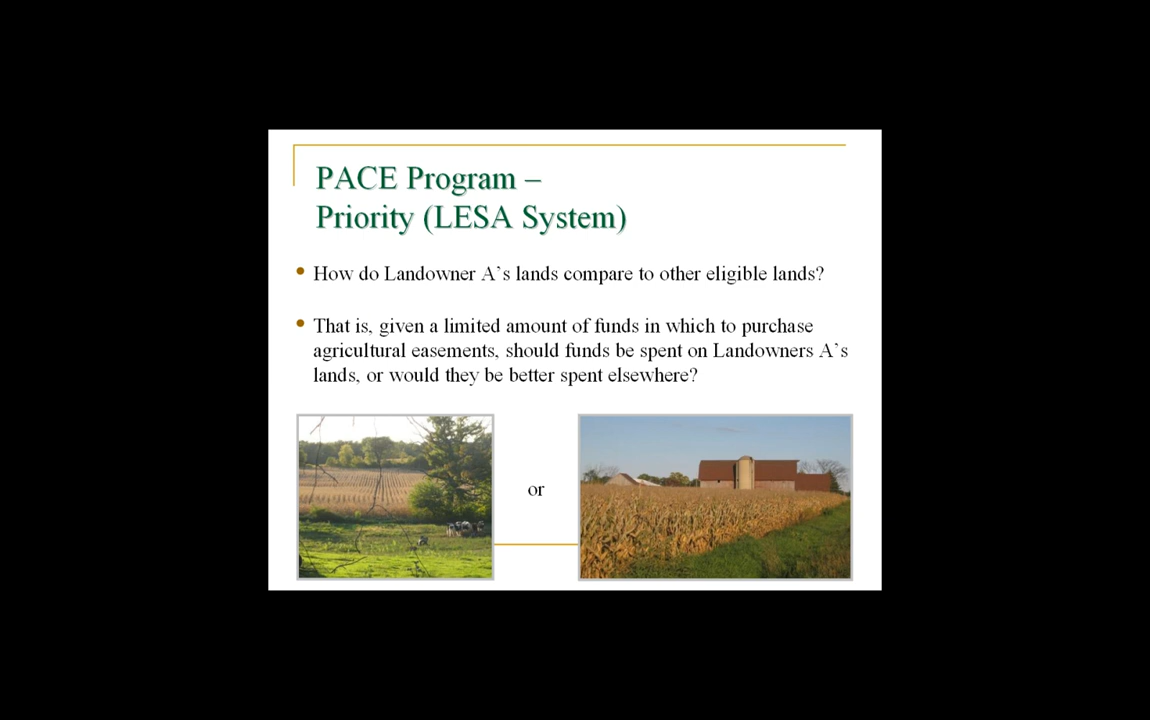 PACE Program –
Priority (LESA System)
• How do Landowner A’s lands compare to other eligible lands?
• That is, given a limited amount of funds in which to purchase
agricultural easements, should funds be spent on Landowners A’s
lands, or would they be better spent elsewhere?
or